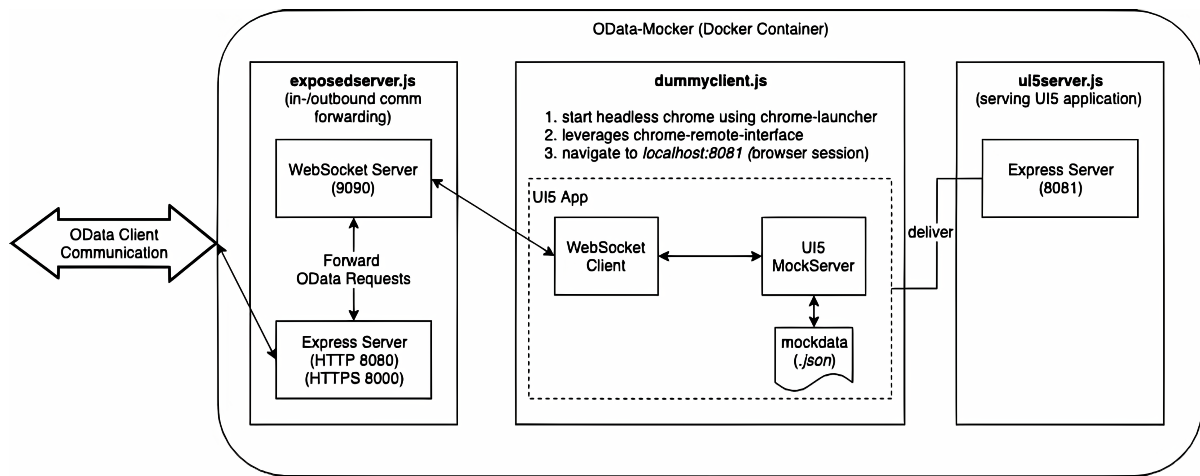 OData-Mocker (Docker Container)
exposedserver.js
(in-/outbound comm
forwarding)
WebSocket Server
(9090)
Forward
OData Requests
Express Server
(HTTP 8080)
(HTTPS 8000)
OData Client
Communication
dummyclient.js
1. start headless chrome using chrome-launcher
2. leverages chrome-remote-interface
3. navigate to localhost:8081 (browser session)
UI5 App
WebSocket
Client
UI5
MockServer
mockdata
(.json)
deliver
ui5server.js
(serving UI5 application)
Express Server
(8081)